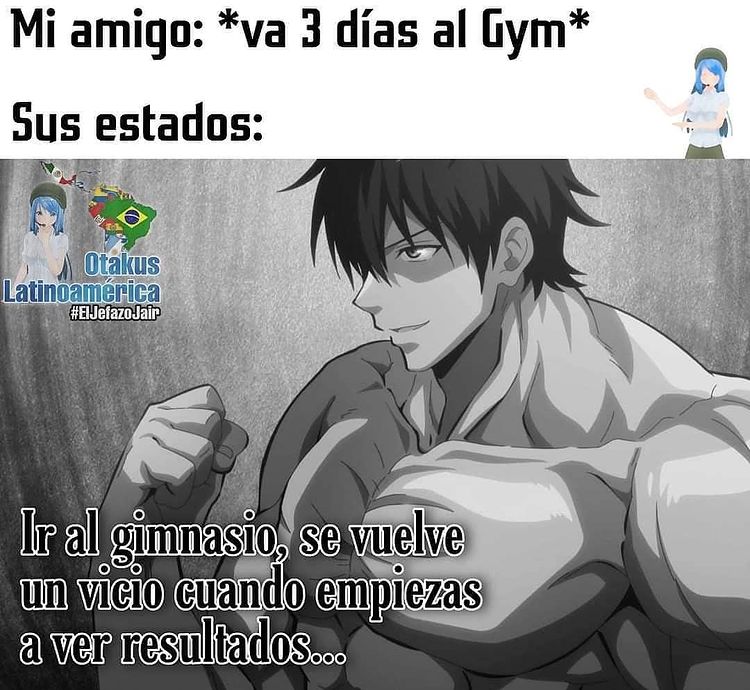 Mi amigo: *va 3 días al Gym*
Sus estados:
Otakus
Latinoamérica
#ElJefazoJair
Ir al gimnasio, se vuelve
un vicio cuando empiezas
a ver resultados...